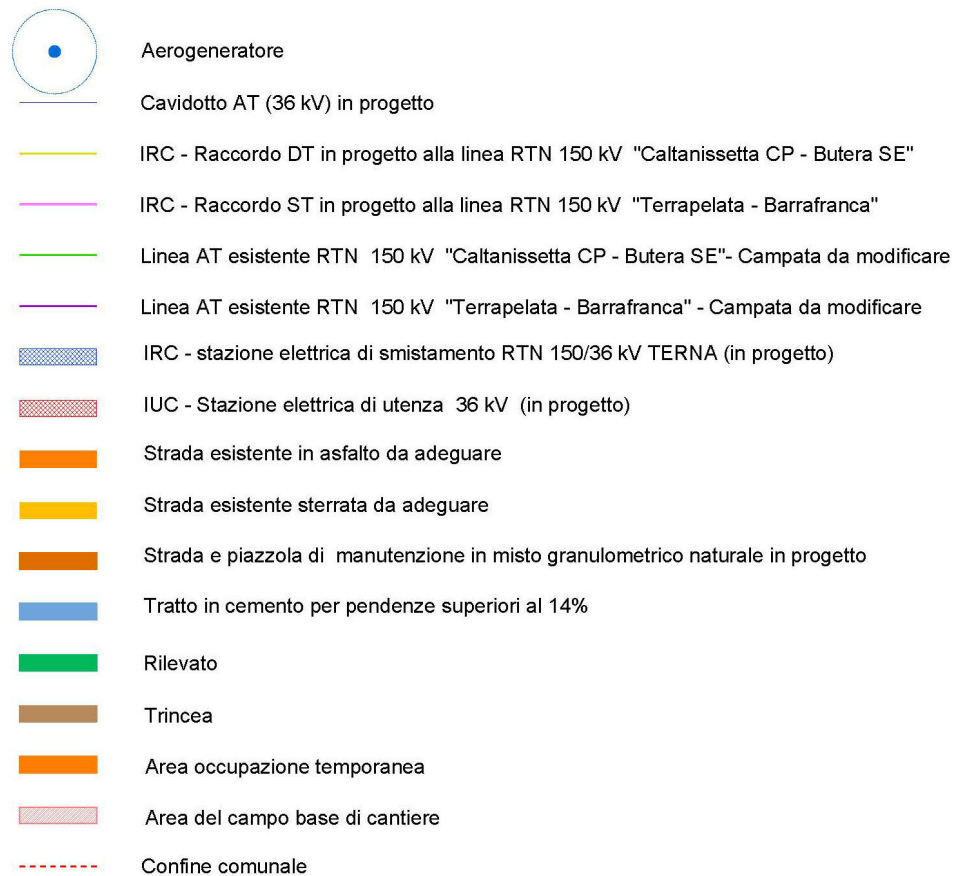 Aerogeneratore
Cavidotto AT (36 kV) in progetto
IRC - Raccordo DT in progetto alla linea RTN 150 kV "Caltanissetta CP - Butera SE"
IRC - Raccordo ST in progetto alla linea RTN 150 kV "Terrapelata - Barrafranca"
Linea AT esistente RTN 150 kV "Caltanissetta CP - Butera SE"- Campata da modificare
Linea AT esistente RTN 150 kV "Terrapelata - Barrafranca" - Campata da modificare
IRC - stazione elettrica di smistamento RTN 150/36 kV TERNA (in progetto)
IUC - Stazione elettrica di utenza 36 kV (in progetto)
Strada esistente in asfalto da adeguare
Strada esistente sterrata da adeguare
Strada e piazzola di manutenzione in misto granulometrico naturale in progetto
Tratto in cemento per pendenze superiori al 14%
Rilevato
Trincea
Area occupazione temporanea
Area del campo base di cantiere
Confine comunale